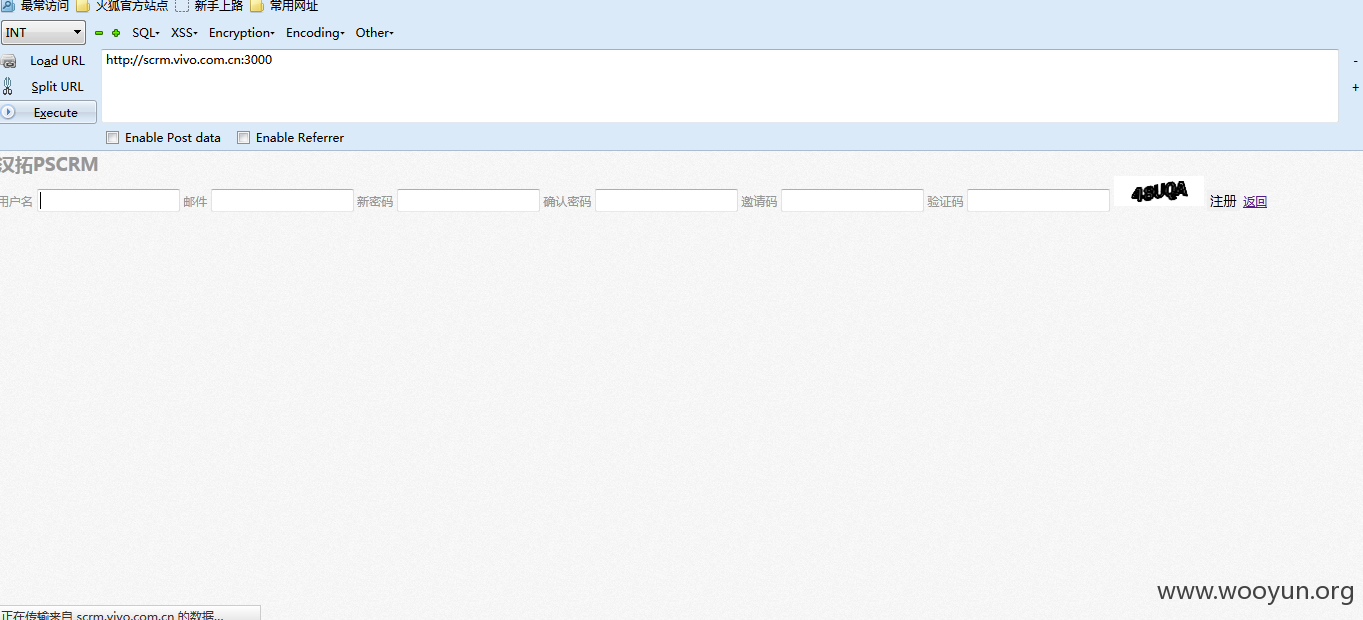 最常访问 火狐官方站点 新手上路 常用网址
INT SQL XSS Encryption Encoding Other
Load URL http://scrm.vivo.com.cn:3000 -
Split URL +
Execute
Enable Post data Enable Referrer
汉拓PSCRM
用户名 邮件 新密码 确认密码 邀请码 验证码 48UQA 注册 返回
www.wooyun.org
正在传输来自 scrm.vivo.com.cn 的数据...